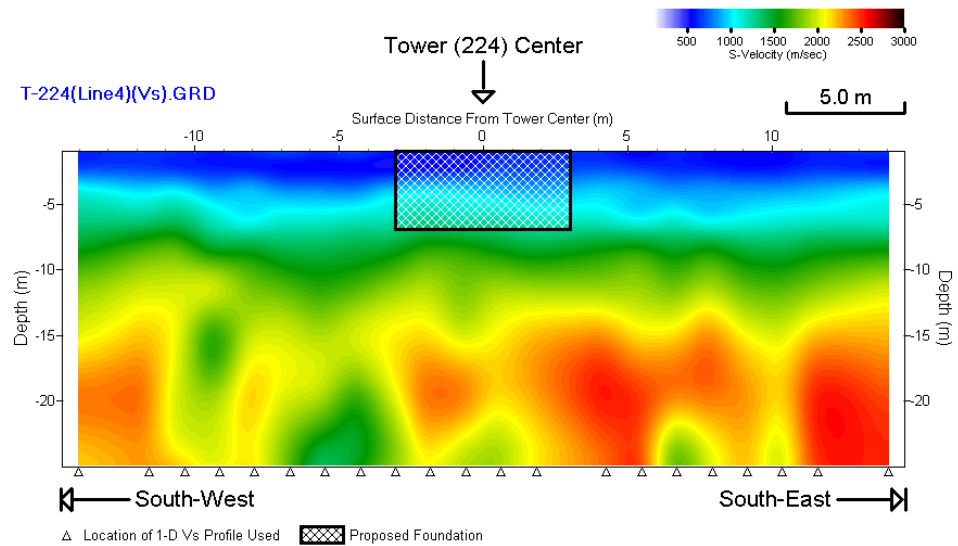 500 1000 1500 2000 2500 3000
S-Velocity (m/sec)
Tower (224) Center
T-224(Line4)(Vs).GRD
5.0 m
Surface Distance From Tower Center (m)
-10 -5 0 5 10
-5 -5
-10 -10
Depth (m) Depth (m)
-15 -15
-20 -20
South-West South-East
Location of 1-D Vs Profile Used Proposed Foundation